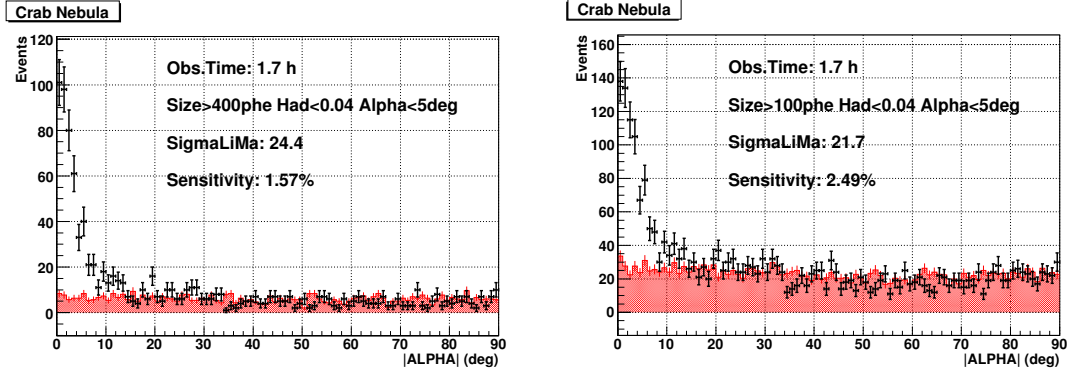 Crab Nebula
Events
120
100
80
60
40
20
0
Obs.Time: 1.7 h
Size>400phe Had<0.04 Alpha<5deg
SigmaLiMa: 24.4
Sensitivity: 1.57%
0 10 20 30 40 50 60 70 80 90
|ALPHA| (deg)
Crab Nebula
Events
160
140
120
100
80
60
40
20
0
Obs.Time: 1.7 h
Size>100phe Had<0.04 Alpha<5deg
SigmaLiMa: 21.7
Sensitivity: 2.49%
0 10 20 30 40 50 60 70 80 90
|ALPHA| (deg)